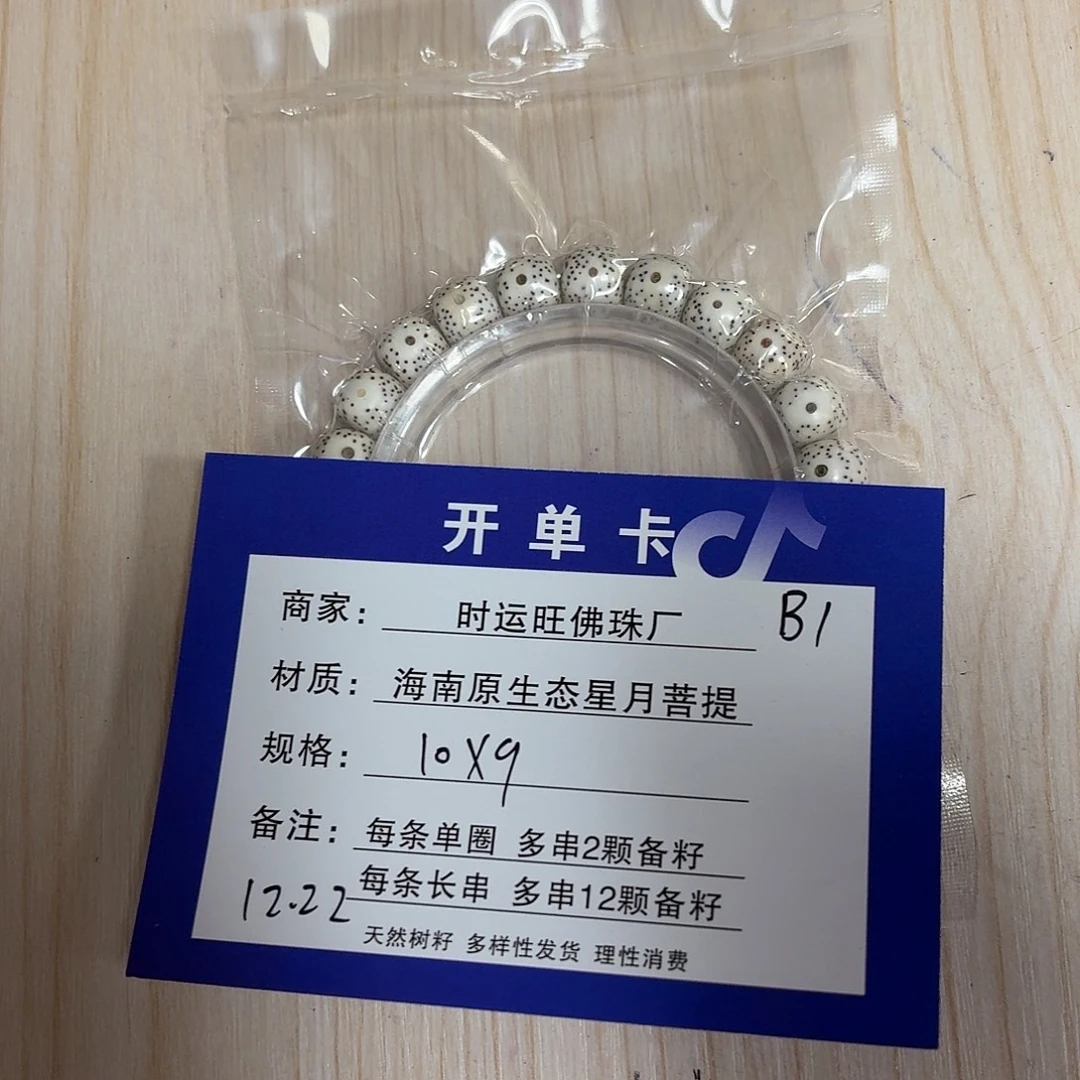 开单卡
商家： 时运旺佛珠厂 B1
材质： 海南原生态星月菩提
规格： 10X9
备注： 每条单圈 多串2颗备籽
12.22 每条长串 多串12颗备籽
天然树籽 多样性发货 理性消费